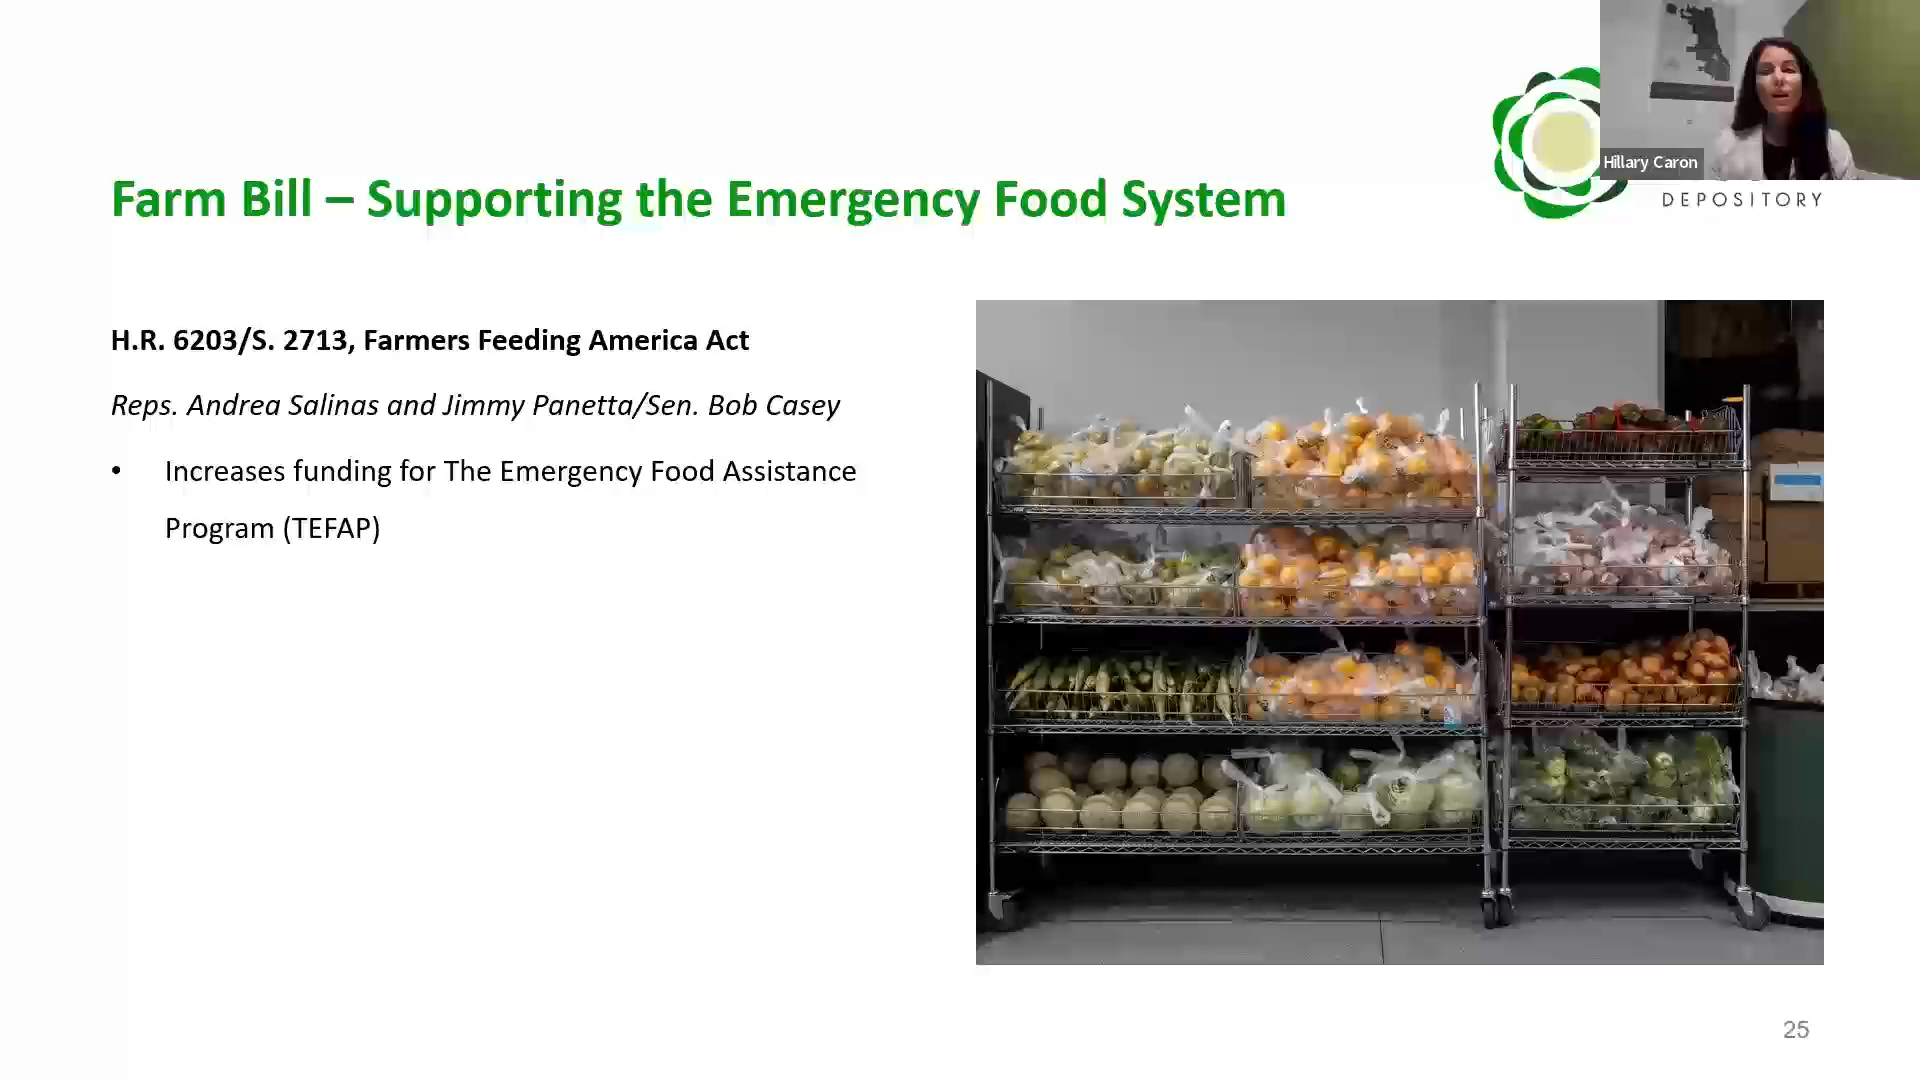 Hillary Caron
DEPOSITORY
Farm Bill – Supporting the Emergency Food System
H.R. 6203/S. 2713, Farmers Feeding America Act
Reps. Andrea Salinas and Jimmy Panetta/Sen. Bob Casey
• Increases funding for The Emergency Food Assistance
Program (TEFAP)
25